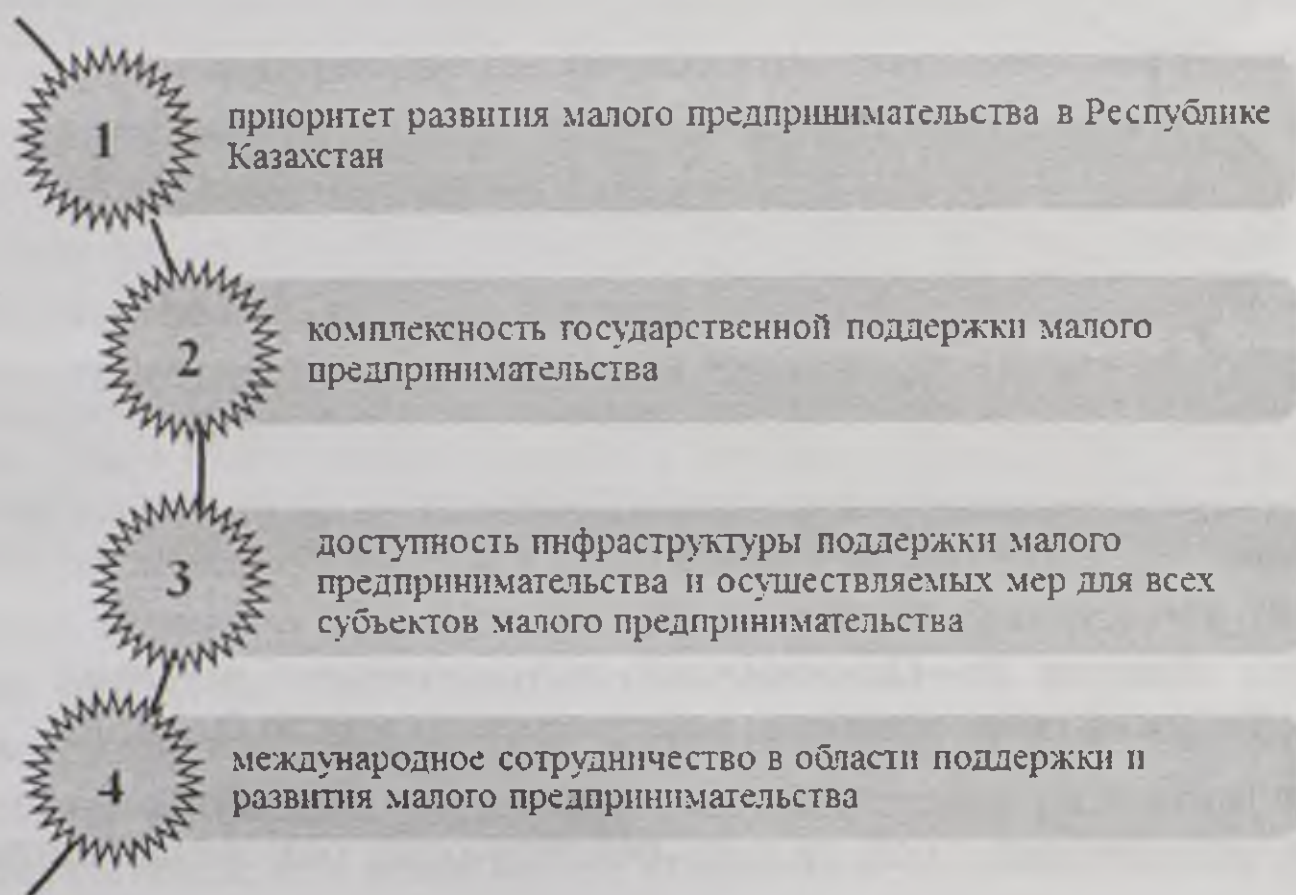 1
приоритет развития малого предпринимательства в Республике
Казахстан
2
комплексность государственной поддержки малого
предпринимательства
3
доступность инфраструктуры поддержки малого
предпринимательства и осуществляемых мер для всех
субъектов малого предпринимательства
4
международное сотрудничество в области поддержки и
развития малого предпринимательства